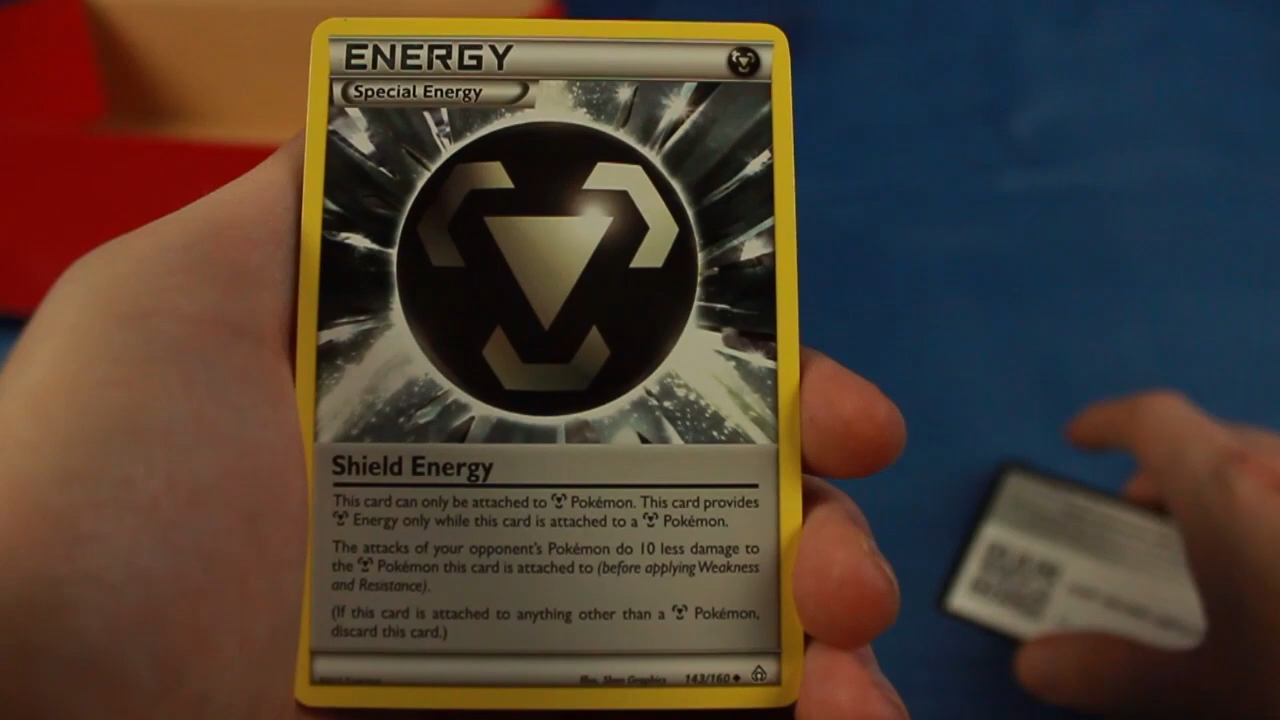 ENERGY
Special Energy
Shield Energy
This card can only be attached to Pokémon. This card provides
Energy only while this card is attached to a Pokémon.
The attacks of your opponent's Pokémon do 10 less damage to
the Pokémon this card is attached to (before applying Weakness
and Resistance).
(If this card is attached to anything other than a Pokémon,
discard this card.)
Illus. 143/160